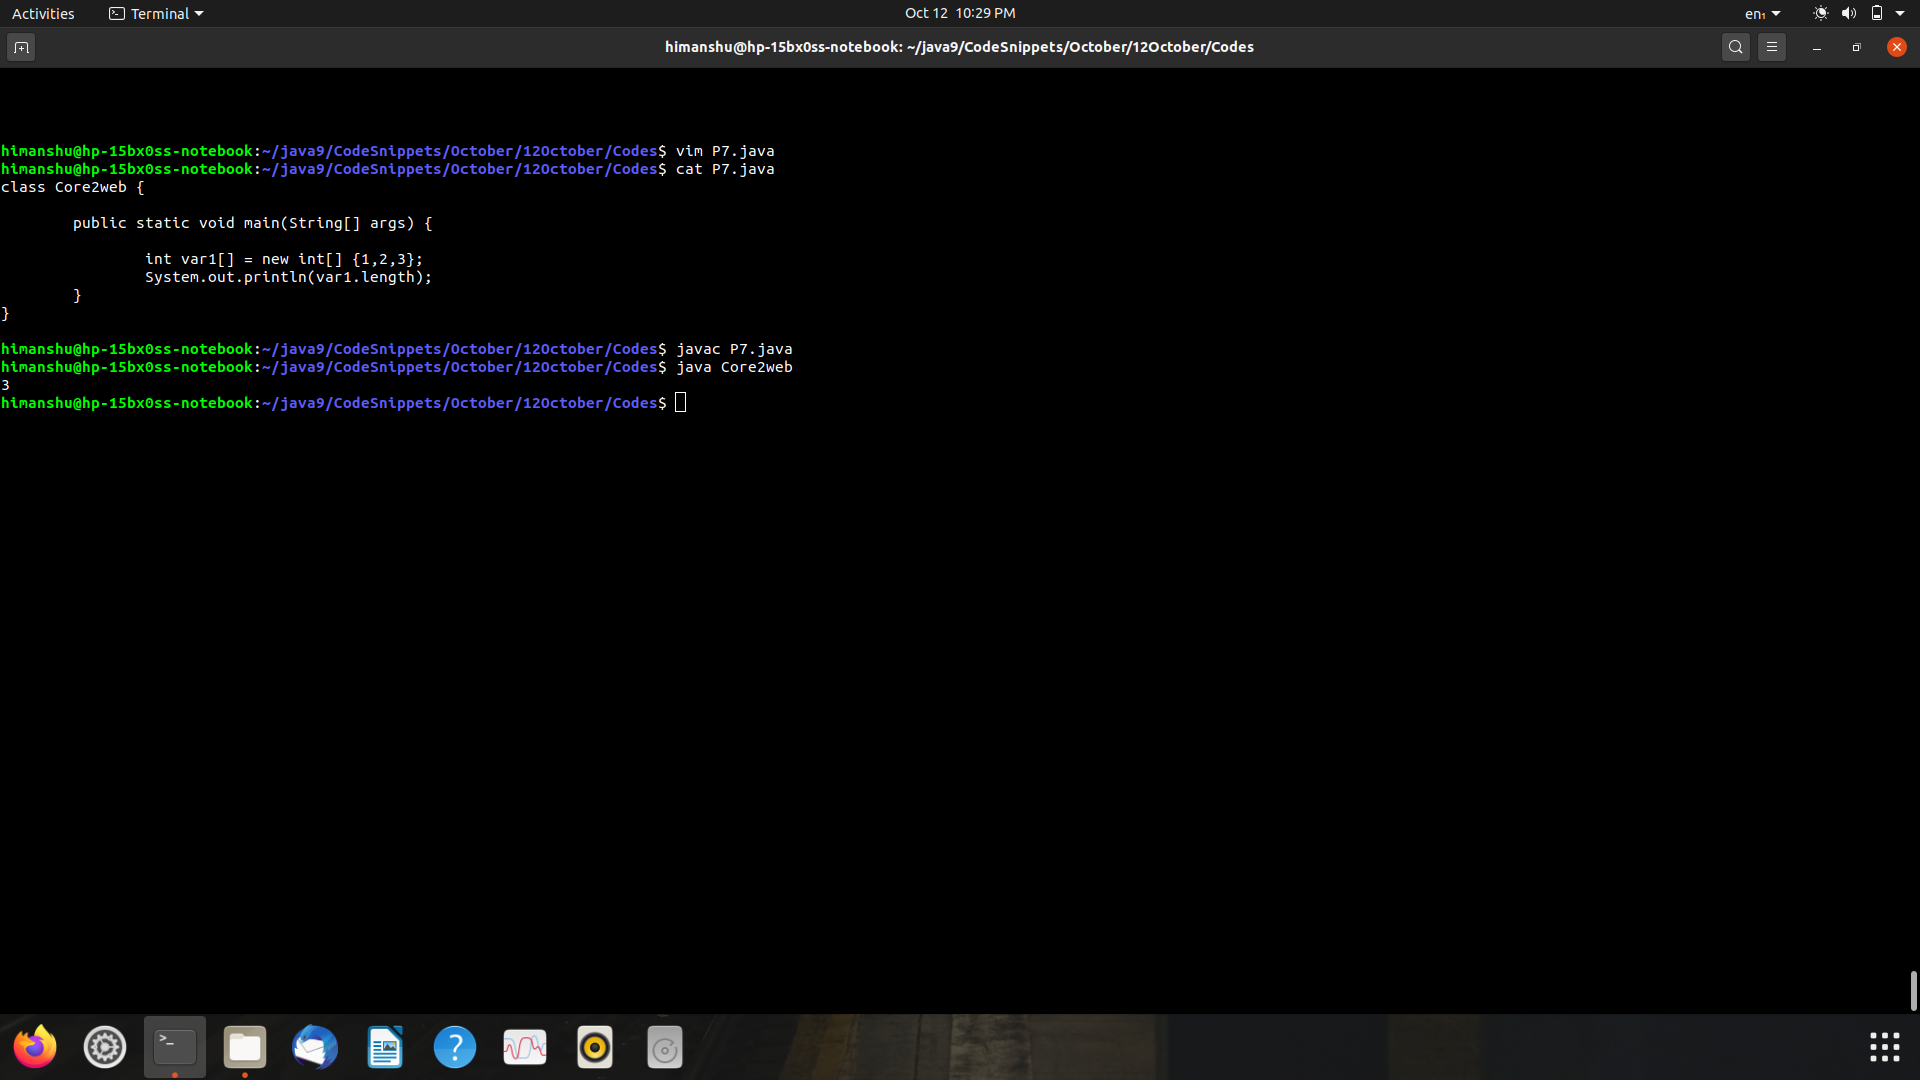 Activities Terminal Oct 12 10:29 PM en₁
himanshu@hp-15bx0ss-notebook: ~/java9/CodeSnippets/October/12October/Codes
himanshu@hp-15bx0ss-notebook:~/java9/CodeSnippets/October/12October/Codes$ vim P7.java
himanshu@hp-15bx0ss-notebook:~/java9/CodeSnippets/October/12October/Codes$ cat P7.java
class Core2web {
        public static void main(String[] args) {
                int var1[] = new int[] {1,2,3};
                System.out.println(var1.length);
        }
}
himanshu@hp-15bx0ss-notebook:~/java9/CodeSnippets/October/12October/Codes$ javac P7.java
himanshu@hp-15bx0ss-notebook:~/java9/CodeSnippets/October/12October/Codes$ java Core2web
3
himanshu@hp-15bx0ss-notebook:~/java9/CodeSnippets/October/12October/Codes$